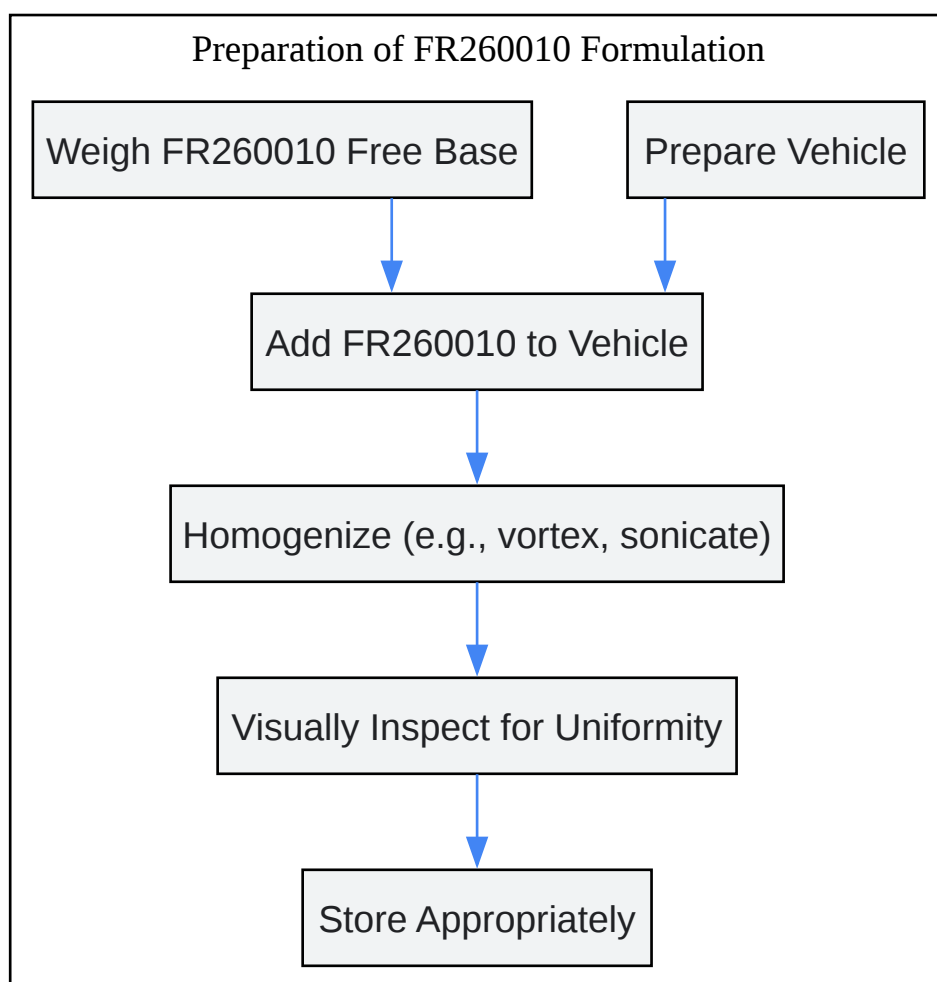 Preparation of FR260010 Formulation
Weigh FR260010 Free Base
Prepare Vehicle
Add FR260010 to Vehicle
Homogenize (e.g., vortex, sonicate)
Visually Inspect for Uniformity
Store Appropriately